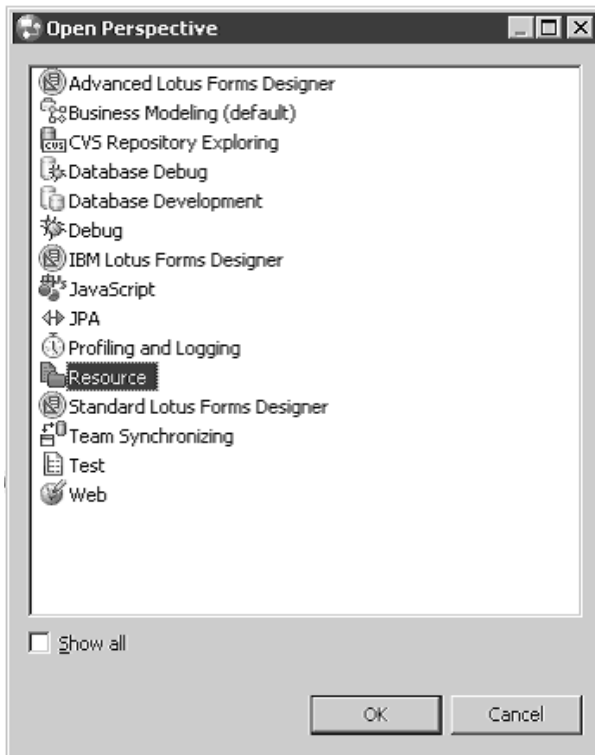 Open Perspective
Advanced Lotus Forms Designer
Business Modeling (default)
CVS Repository Exploring
Database Debug
Database Development
Debug
IBM Lotus Forms Designer
JavaScript
JPA
Profiling and Logging
Resource
Standard Lotus Forms Designer
Team Synchronizing
Test
Web
Show all
OK Cancel